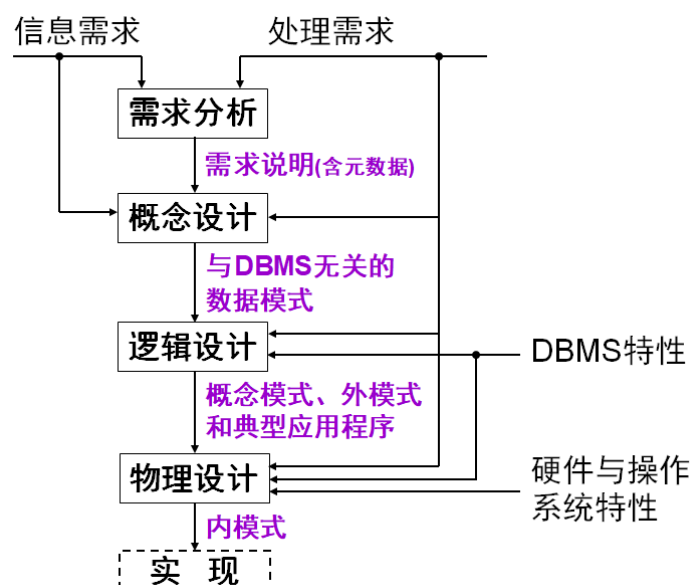 信息需求
处理需求
需求分析
需求说明(含元数据)
概念设计
与DBMS无关的
数据模式
逻辑设计
DBMS特性
概念模式、外模式
和典型应用程序
物理设计
硬件与操作
系统特性
内模式
实 现